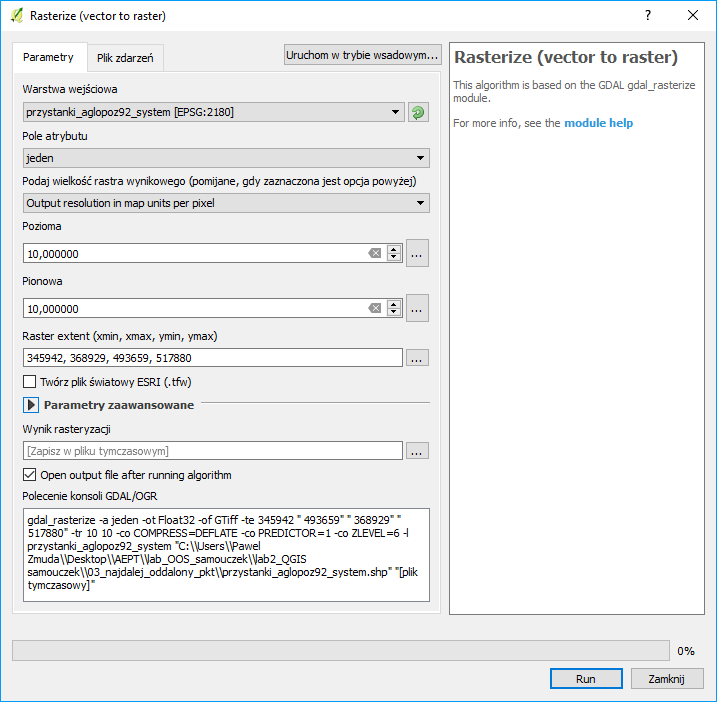 Rasterize (vector to raster)
Parametry
Plik zdarzeń
Uruchom w trybie wsadowym...
Warstwa wejściowa
przystanki_aglopoz92_system [EPSG:2180]
Pole atrybutu
jeden
Podaj wielkość rastra wynikowego (pomijane, gdy zaznaczona jest opcja powyżej)
Output resolution in map units per pixel
Pozioma
10,000000
...
Pionowa
10,000000
...
Raster extent (xmin, xmax, ymin, ymax)
345942, 368929, 493659, 517880
...
Twórz plik światowy ESRI (.tfw)
Parametry zaawansowane
Wynik rasteryzacji
[Zapisz w pliku tymczasowym]
...
Open output file after running algorithm
Polecenie konsoli GDAL/OGR
gdal_rasterize -a jeden -ot Float32 -of GTiff -te 345942 " 493659" " 368929" "
517880" -tr 10 10 -co COMPRESS=DEFLATE -co PREDICTOR=1 -co ZLEVEL=6 -l
przystanki_aglopoz92_system "C:\\Users\\Pawel
Zmuda\\Desktop\\AEPT\\lab_OOS_samouczek\\lab2_QGIS
samouczek\\03_najdalej_oddalony_pkt\\przystanki_aglopoz92_system.shp" "[plik
tymczasowy]"
Rasterize (vector to raster)
This algorithm is based on the GDAL gdal_rasterize
module.
For more info, see the module help
0%
Run
Zamknij